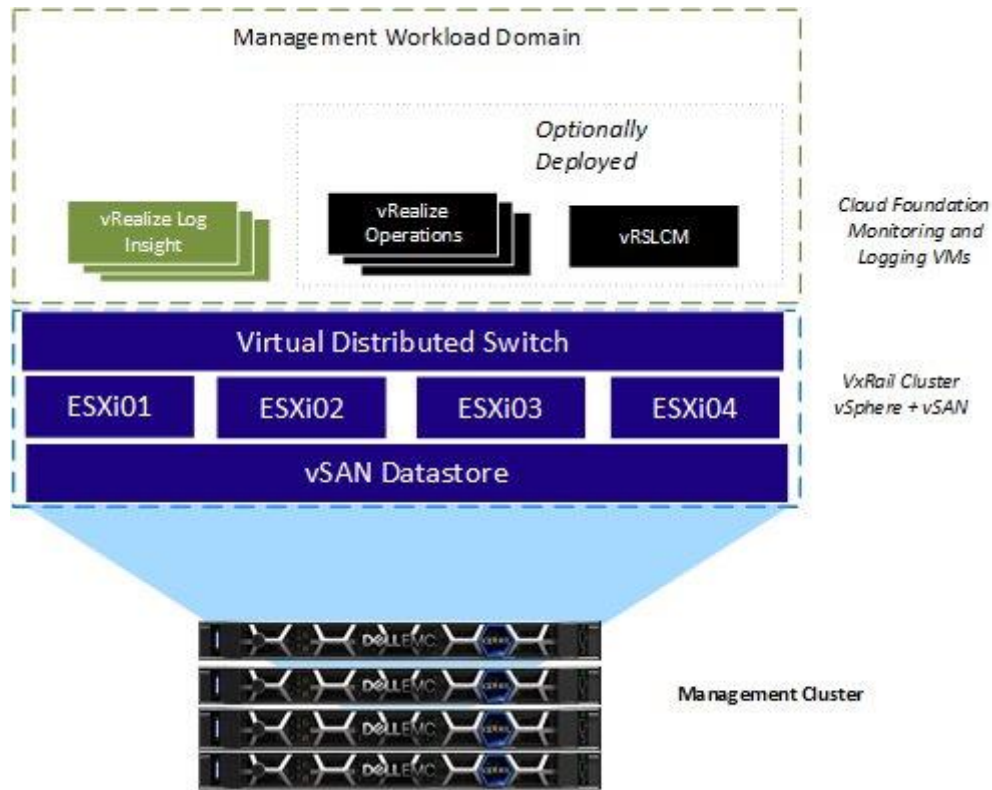 Management Workload Domain
Optionally
Deployed
vRealize Log
Insight
vRealize
Operations
vRSLCM
Cloud Foundation
Monitoring and
Logging VMs
Virtual Distributed Switch
ESXi01
ESXi02
ESXi03
ESXi04
VxRail Cluster
vSphere + vSAN
vSAN Datastore
DELLEMC
DELLEMC
Management Cluster
DELLEMC
DELLEMC